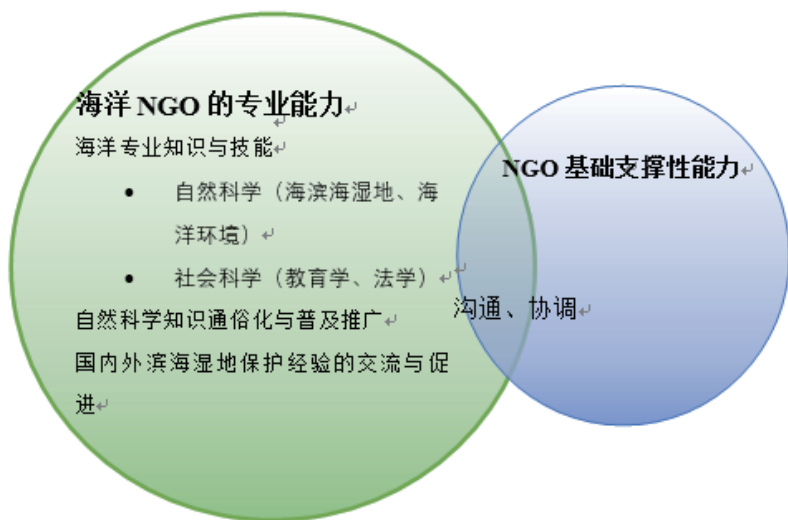 海洋 NGO 的专业能力
海洋专业知识与技能
• 自然科学（海滨海湿地、海
洋环境）
• 社会科学（教育学、法学）
自然科学知识通俗化与普及推广
国内外滨海湿地保护经验的交流与促
进
NGO 基础支撑性能力
沟通、协调